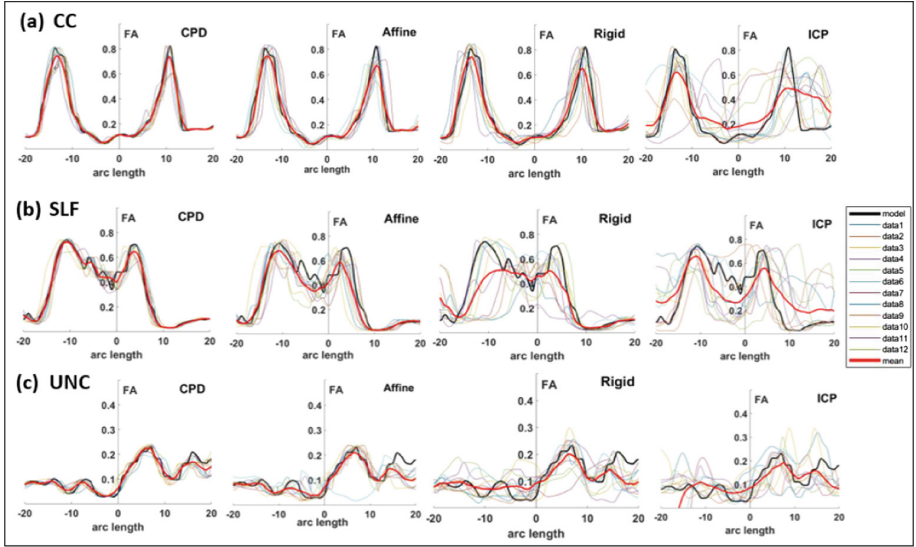 (a) CC
FA CPD
FA Affine
FA Rigid
FA ICP
0.8 0.8 0.8 0.8
0.6 0.6 0.6 0.6
0.4 0.4 0.4 0.4
0.2 0.2 0.2 0.2
-20 -10 0 10 20 -20 -10 0 10 20 -20 -10 0 10 20 -20 -10 0 10 20
arc length arc length arc length arc length
(b) SLF
FA CPD
FA Affine
FA Rigid
FA ICP
0.8 0.8 0.8 0.8
0.6 0.6 0.6 0.6
0.4 0.4 0.4 0.4
0.2 0.2 0.2 0.2
-20 -10 0 10 20 -20 -10 0 10 20 -20 -10 0 10 20 -20 -10 0 10 20
arc length arc length arc length arc length
model
data1
data2
data3
data4
data5
data6
data7
data8
data9
data10
data11
data12
mean
(c) UNC
FA CPD
FA Affine
FA Rigid
FA ICP
0.4 0.4 0.4 0.4
0.3 0.3 0.3 0.3
0.2 0.2 0.2 0.2
0.1 0.1 0.1 0.1
-20 -10 0 10 20 -20 -10 0 10 20 -20 -10 0 10 20 -20 -10 0 10 20
arc length arc length arc length arc length